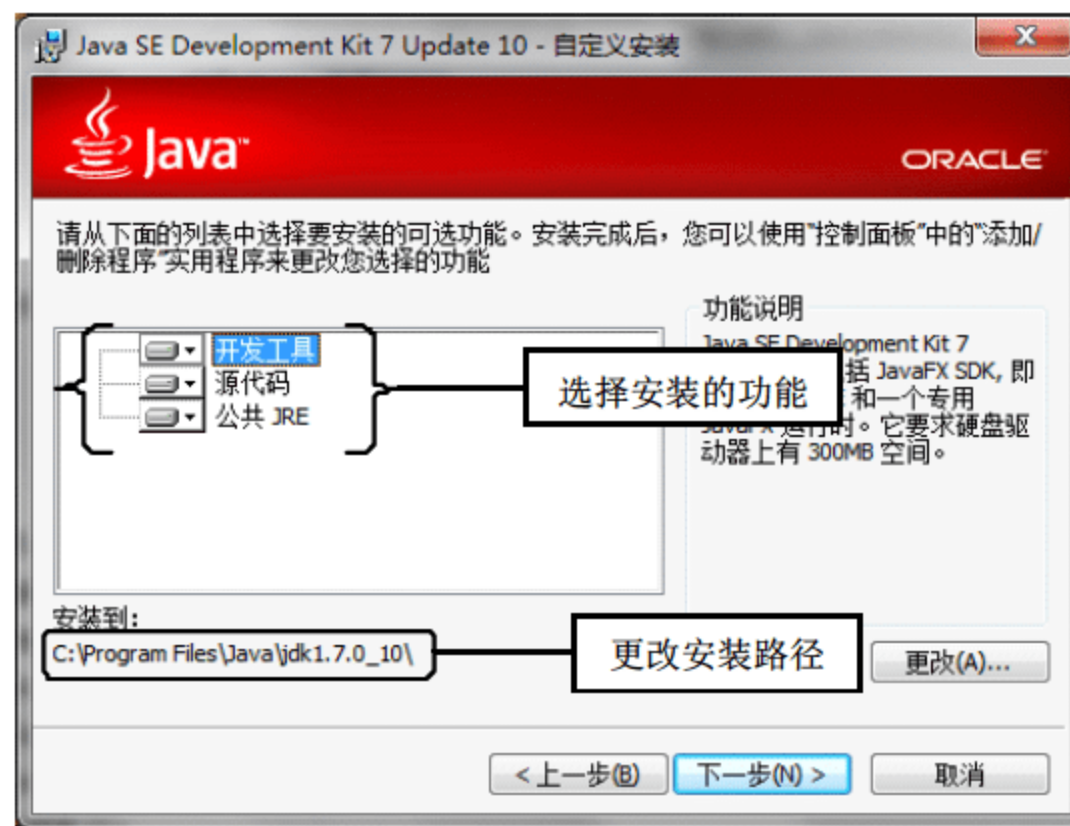 Java SE Development Kit 7 Update 10 - 自定义安装
Java™
ORACLE
请从下面的列表中选择要安装的可选功能。安装完成后，您可以使用"控制面板"中的"添加/
删除程序"实用程序来更改您选择的功能
开发工具
源代码
公共 JRE
选择安装的功能
功能说明
Java SE Development Kit 7
括 JavaFX SDK, 即
和一个专用
JavaFX 运行时。它要求硬盘驱
动器上有 300MB 空间。
安装到：
C:\Program Files\Java\jdk1.7.0_10\
更改安装路径
更改(A)...
<上一步(B)
下一步(N) >
取消